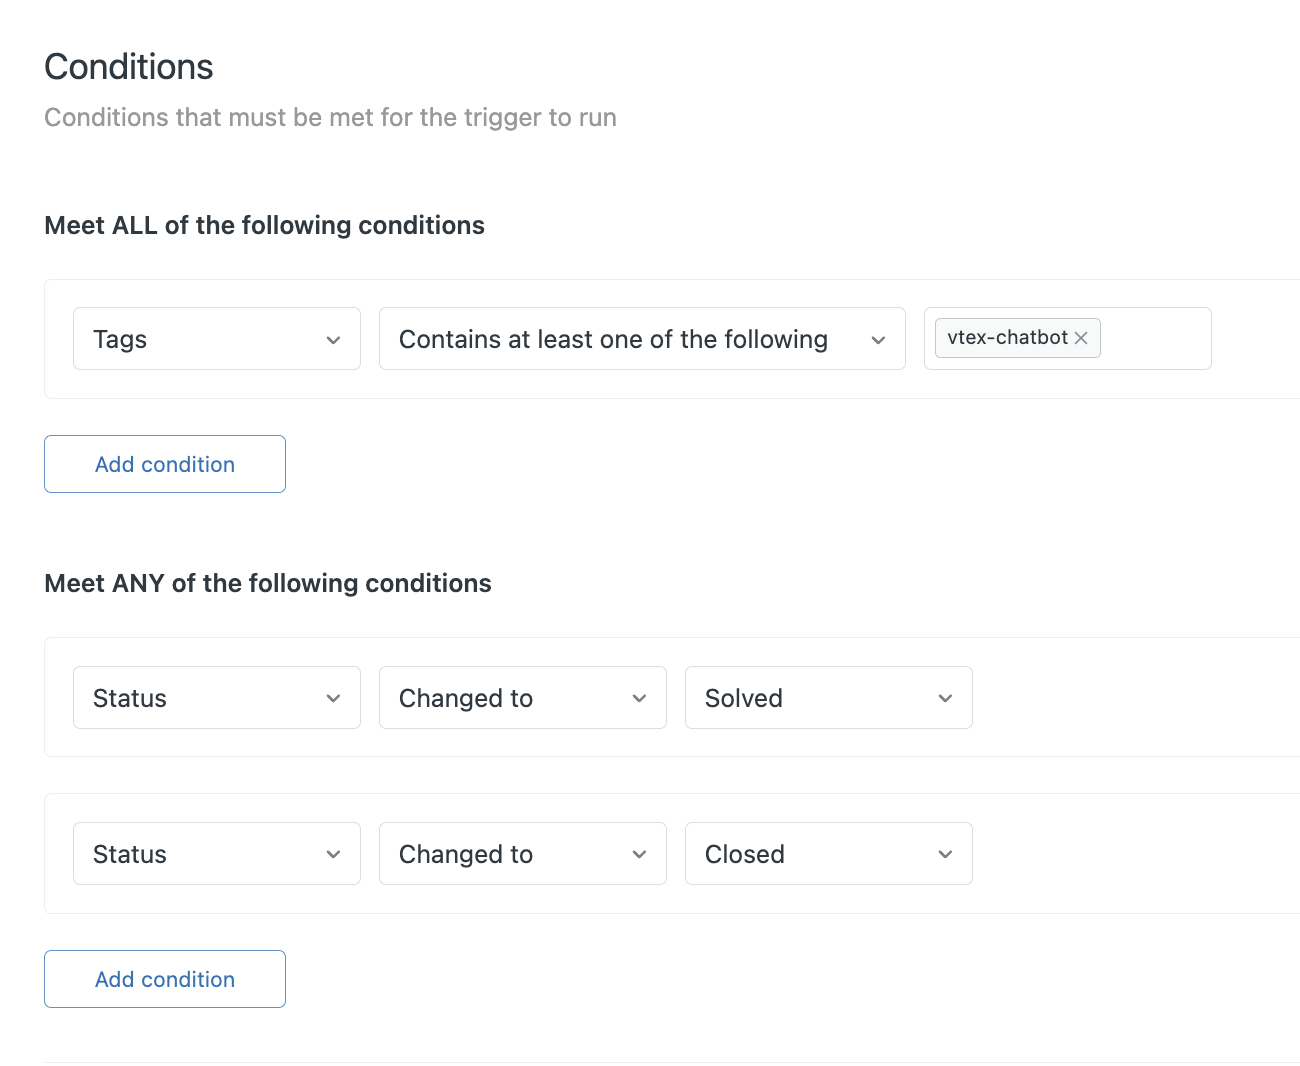 Conditions
Conditions that must be met for the trigger to run
Meet ALL of the following conditions
Tags Contains at least one of the following vtex-chatbot
Add condition
Meet ANY of the following conditions
Status Changed to Solved
Status Changed to Closed
Add condition